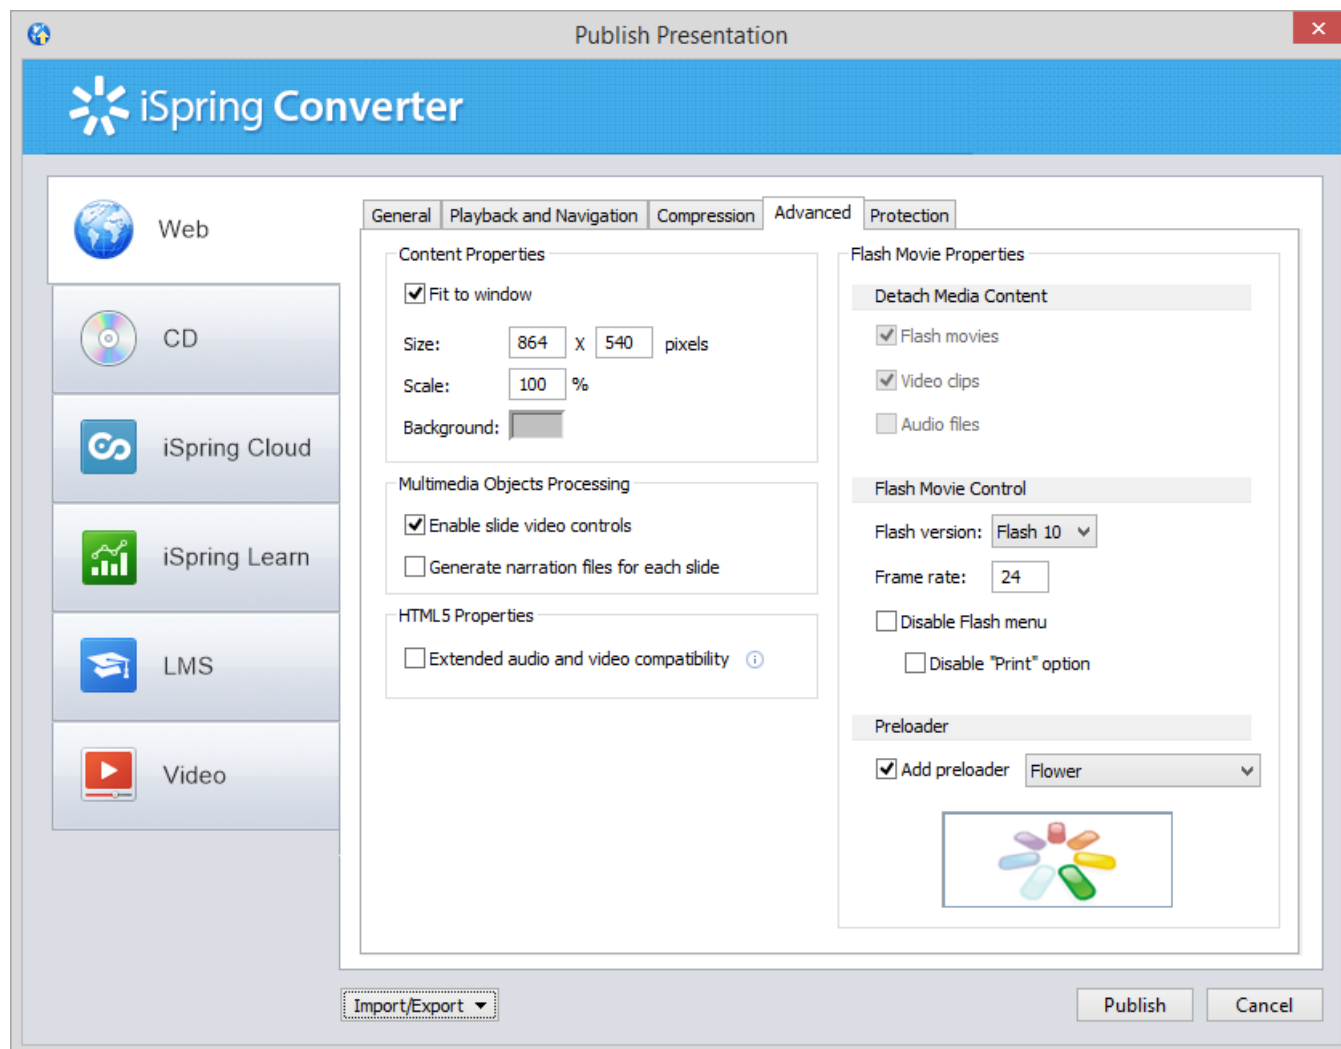 Publish Presentation
iSpring Converter
Web
CD
iSpring Cloud
iSpring Learn
LMS
Video
General
Playback and Navigation
Compression
Advanced
Protection
Content Properties
Fit to window
Size: 864 X 540 pixels
Scale: 100 %
Background:
Multimedia Objects Processing
Enable slide video controls
Generate narration files for each slide
HTML5 Properties
Extended audio and video compatibility
Flash Movie Properties
Detach Media Content
Flash movies
Video clips
Audio files
Flash Movie Control
Flash version: Flash 10
Frame rate: 24
Disable Flash menu
Disable "Print" option
Preloader
Add preloader Flower
Import/Export
Publish
Cancel